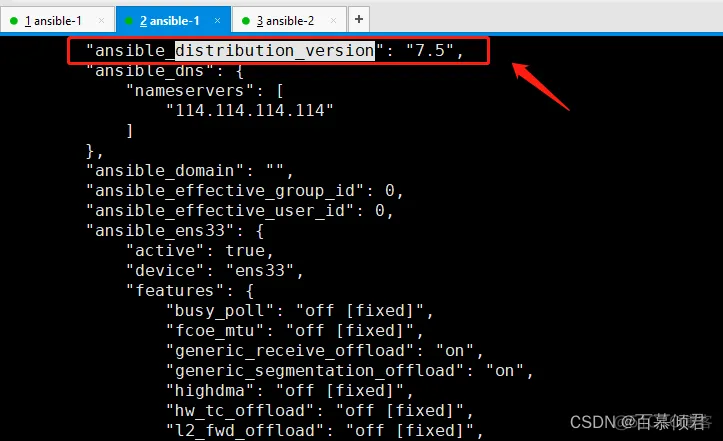 1 ansible-1 × 2 ansible-1 × 3 ansible-2 × +
"ansible_distribution_version": "7.5",
"ansible_dns": {
"nameservers": [
"114.114.114.114"
]
},
"ansible_domain": "",
"ansible_effective_group_id": 0,
"ansible_effective_user_id": 0,
"ansible_ens33": {
"active": true,
"device": "ens33",
"features": {
"busy_poll": "off [fixed]",
"fcoe_mtu": "off [fixed]",
"generic_receive_offload": "on",
"generic_segmentation_offload": "on",
"highdma": "off [fixed]",
"hw_tc_offload": "off [fixed]",
"l2_fwd_offload": "off [fixed]",
CSDN @百慕倾君